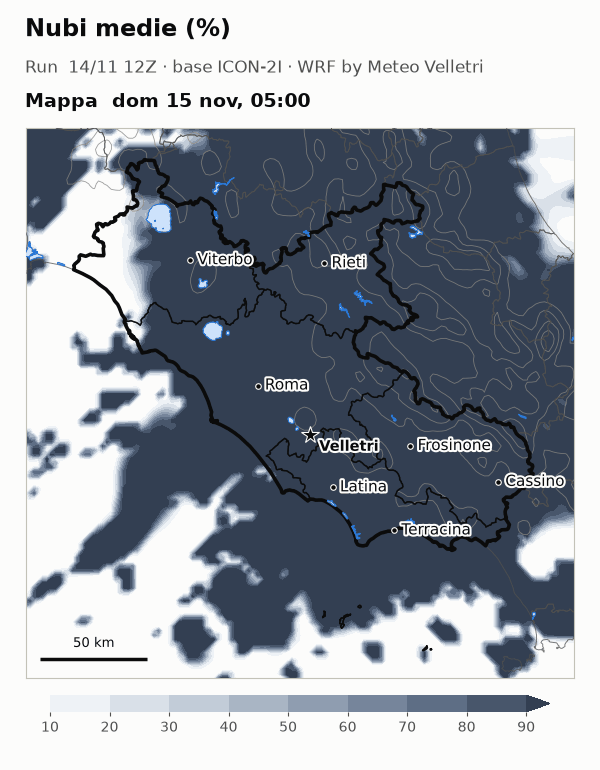 Nubi medie (%)
Run  14/11 12Z · base ICON-2I · WRF by Meteo Velletri
Mappa  dom 15 nov, 05:00
Viterbo
Rieti
Roma
Velletri
Frosinone
Cassino
Latina
Terracina
50 km
10 20 30 40 50 60 70 80 90